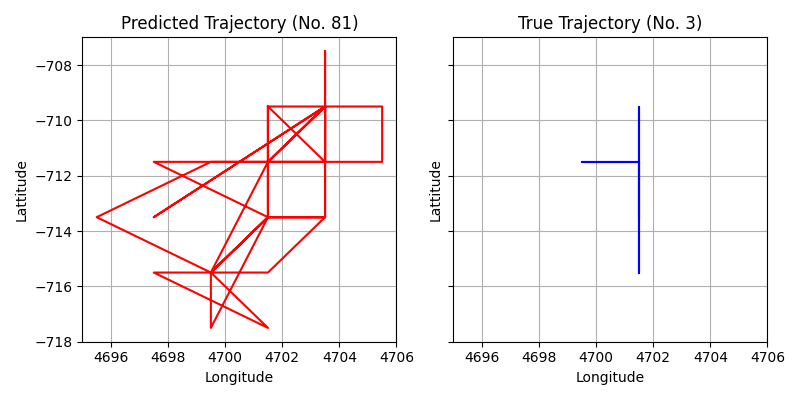 Predicted Trajectory (No. 81)
−708
−710
−712
−714
−716
−718
Lattitude
4696 4698 4700 4702 4704 4706
Longitude
True Trajectory (No. 3)
Lattitude
4696 4698 4700 4702 4704 4706
Longitude